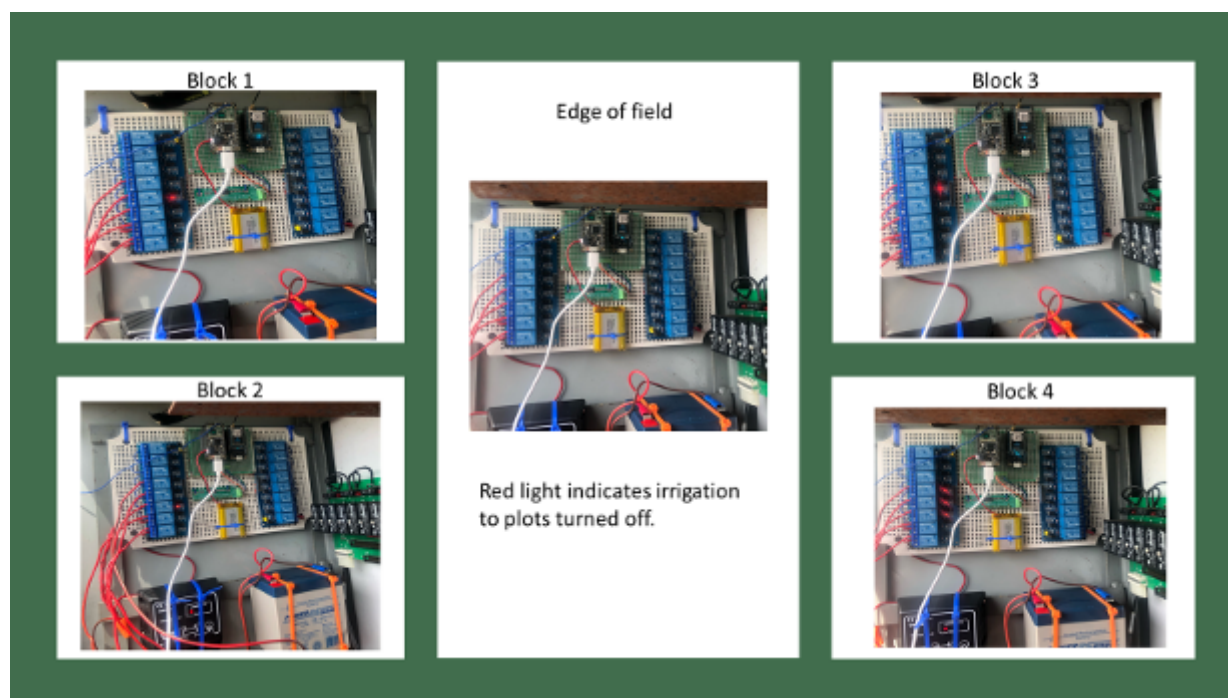 Block 1
Block 2
Edge of field
Red light indicates irrigation
to plots turned off.
Block 3
Block 4